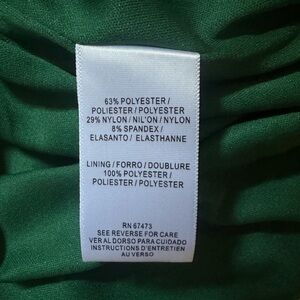 63% POLYESTER /
POLIESTER / POLYESTER
29% NYLON / NIL'ON / NYLON
8% SPANDEX /
ELASANTO / ELASTHANNE
LINING / FORRO / DOUBLURE
100% POLYESTER /
POLIESTER / POLYESTER
RN 67473
SEE REVERSE FOR CARE
VER AL DORSO PARA CUIDADO
INSTRUCTIONS D'ENTRETIEN
AU VERSO